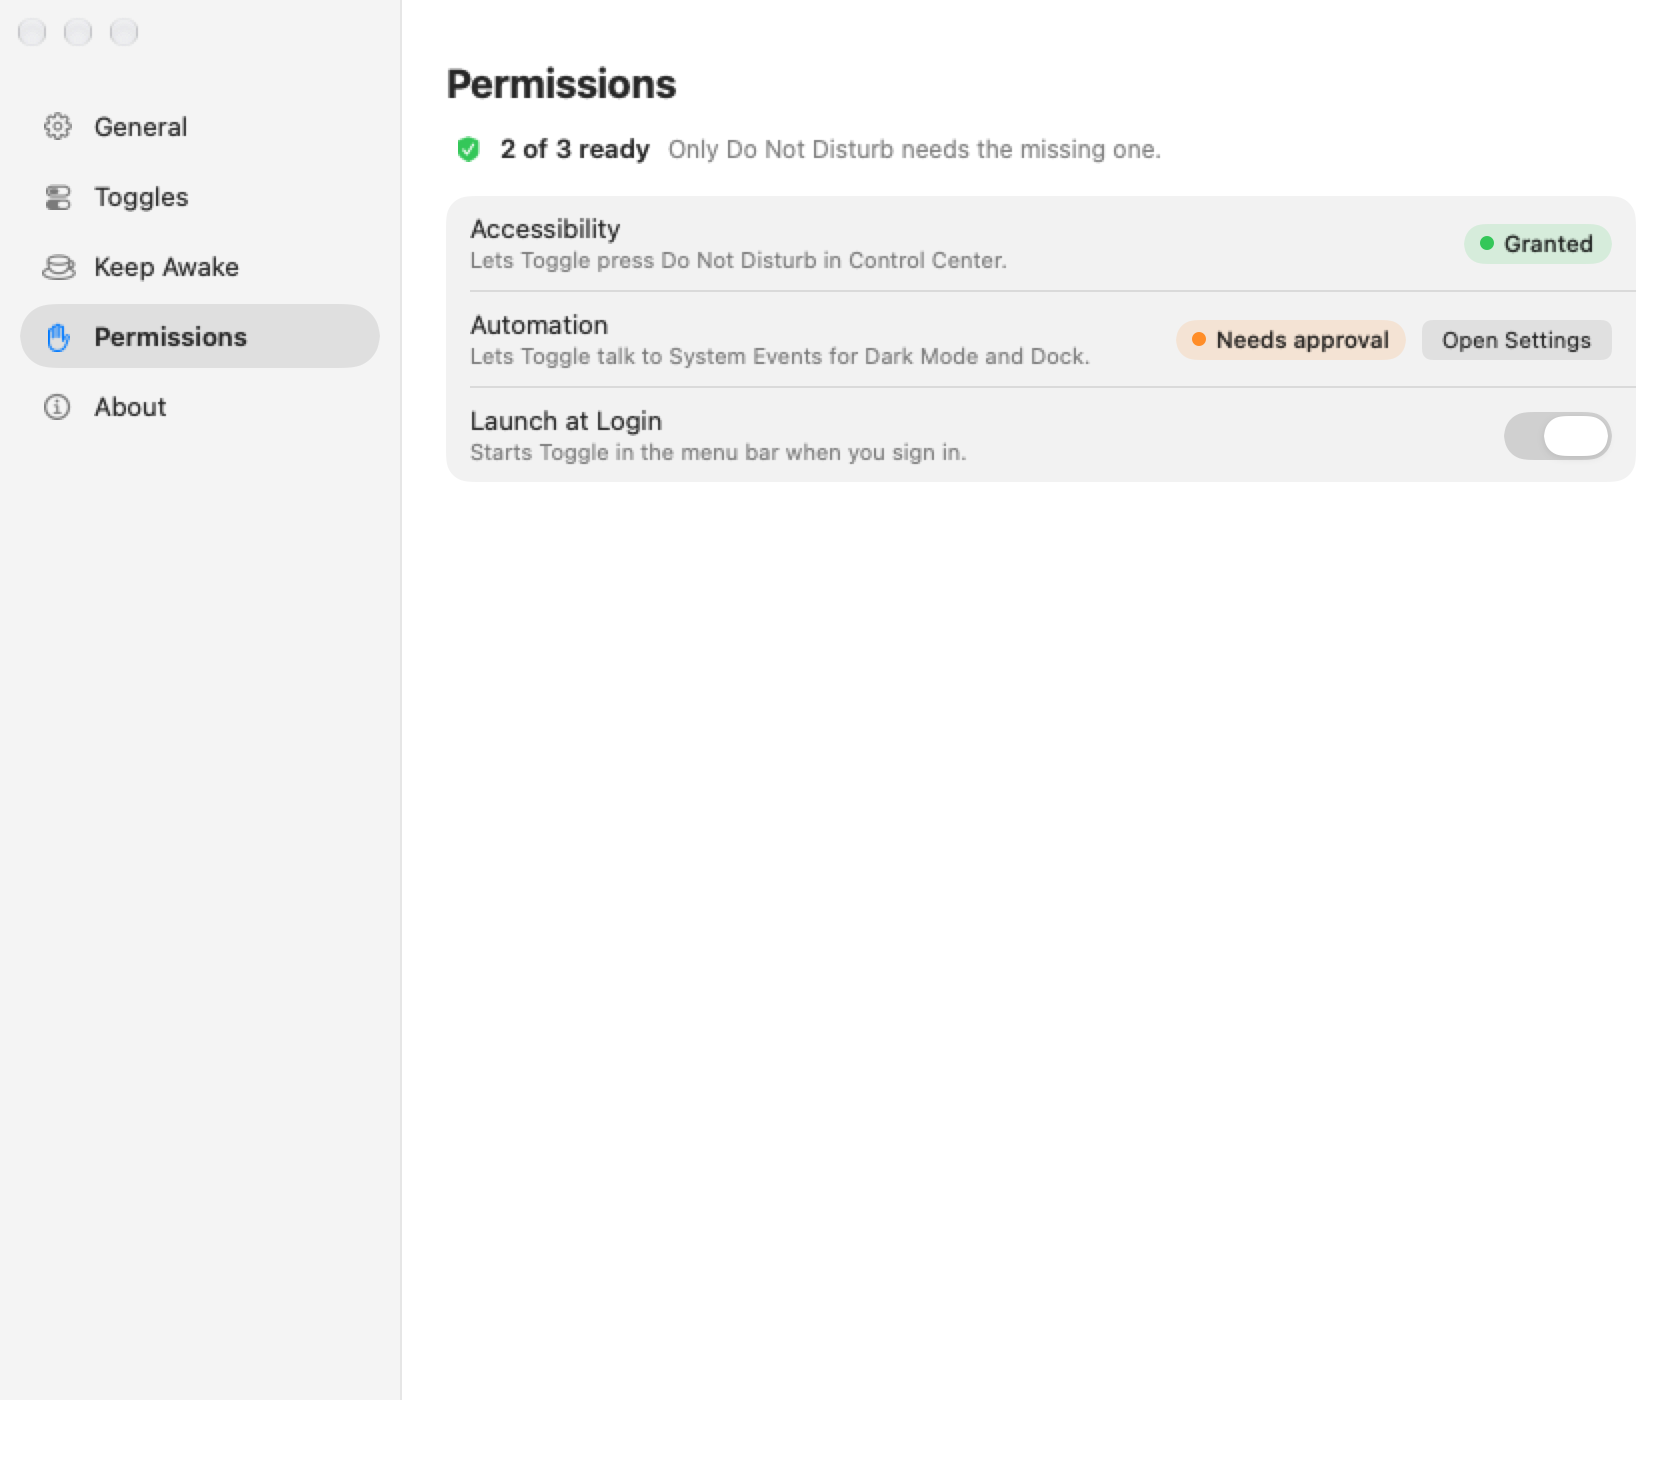 General
Toggles
Keep Awake
Permissions
About
Permissions
2 of 3 ready Only Do Not Disturb needs the missing one.
Accessibility
Lets Toggle press Do Not Disturb in Control Center.
Granted
Automation
Lets Toggle talk to System Events for Dark Mode and Dock.
Needs approval
Open Settings
Launch at Login
Starts Toggle in the menu bar when you sign in.